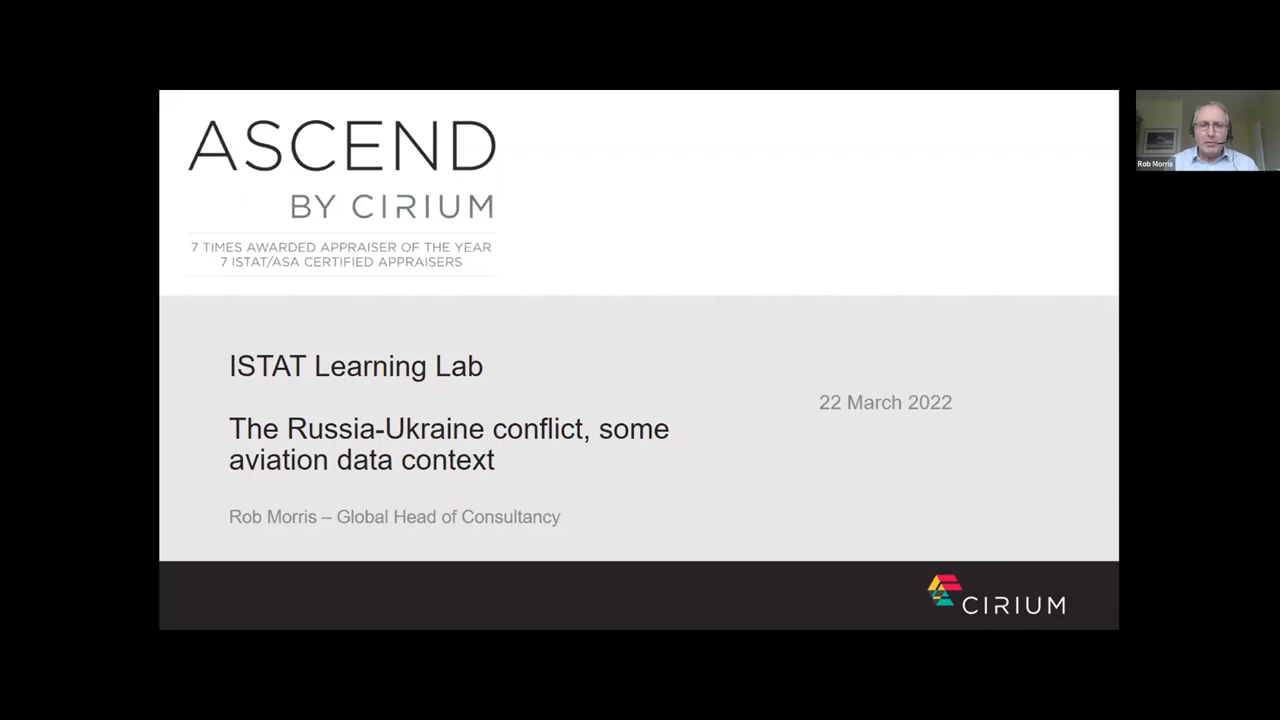 ASCEND
BY CIRIUM
7 TIMES AWARDED APPRAISER OF THE YEAR
7 ISTAT/ASA CERTIFIED APPRAISERS
ISTAT Learning Lab
22 March 2022
The Russia-Ukraine conflict, some
aviation data context
Rob Morris – Global Head of Consultancy
CIRIUM
Rob Morris